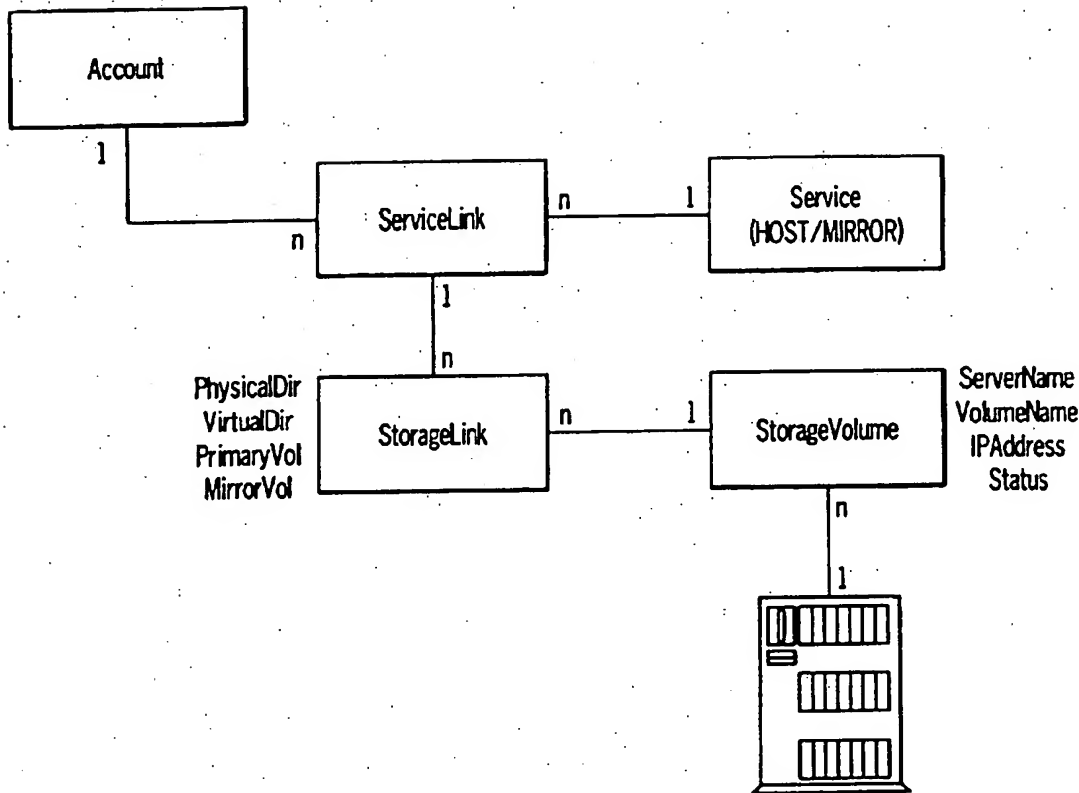 Account
1
n
ServiceLink
n
1
Service
(HOST/MIRROR)
1
n
PhysicalDir
VirtualDir
PrimaryVol
MirrorVol
StorageLink
n
1
StorageVolume
ServerName
VolumeName
IPAddress
Status
n
1